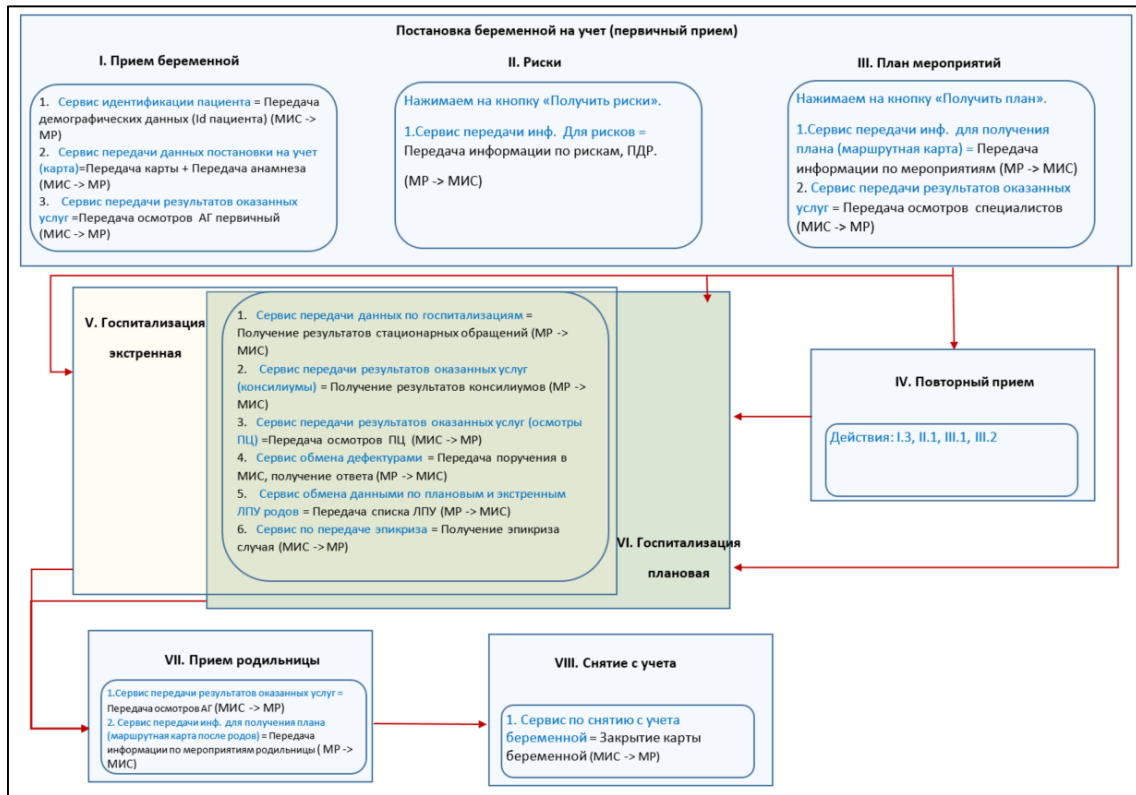 Постановка беременной на учет (первичный прием)
I. Прием беременной
1. Сервис идентификации пациента = Передача
демографических данных (Id пациента) (МИС ->
МР)
2. Сервис передачи данных постановки на учет
(карта)=Передача карты + Передача анамнеза
(МИС -> МР)
3. Сервис передачи результатов оказанных
услуг =Передача осмотров АГ первичный
(МИС -> МР)
II. Риски
Нажимаем на кнопку «Получить риски».
1.Сервис передачи инф. Для рисков =
Передача информации по рискам, ПДР.
(МР -> МИС)
III. План мероприятий
Нажимаем на кнопку «Получить план».
1.Сервис передачи инф. для получения
плана (маршрутная карта) = Передача
информации по мероприятиям (МР -> МИС)
2. Сервис передачи результатов оказанных
услуг = Передача осмотров специалистов
(МИС -> МР)
V. Госпитализация
экстренная
1. Сервис передачи данных по госпитализациям =
Получение результатов стационарных обращений (МР ->
МИС)
2. Сервис передачи результатов оказанных услуг
(консилиумы) = Получение результатов консилиумов (МР ->
МИС)
3. Сервис передачи результатов оказанных услуг (осмотры
ПЦ) =Передача осмотров ПЦ (МИС -> МР)
4. Сервис обмена дефектурами = Передача поручения в
МИС, получение ответа (МР -> МИС)
5. Сервис обмена данными по плановым и экстренным
ЛПУ родов = Передача списка ЛПУ (МР -> МИС)
6. Сервис по передаче эпикриза = Получение эпикриза
случая (МИС -> МР)
VI. Госпитализация
плановая
IV. Повторный прием
Действия: I.3, II.1, III.1, III.2
VII. Прием родильницы
1.Сервис передачи результатов оказанных услуг =
Передача осмотров АГ (МИС -> МР)
2. Сервис передачи инф. для получения плана
(маршрутная карта после родов) = Передача
информации по мероприятиям родильницы ( МР ->
МИС)
VIII. Снятие с учета
1. Сервис по снятию с учета
беременной = Закрытие карты
беременной (МИС -> МР)